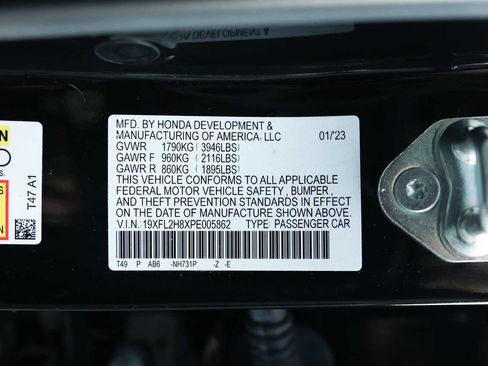 DEVELOPMENT &
MFD. BY HONDA DEVELOPMENT &
MANUFACTURING OF AMERICA, LLC 01/'23
GVWR 1790KG (3946LBS)
GAWR F 960KG (2116LBS)
GAWR R 860KG (1895LBS)
THIS VEHICLE CONFORMS TO ALL APPLICABLE
FEDERAL MOTOR VEHICLE SAFETY, BUMPER,
AND THEFT PREVENTION STANDARDS IN EFFECT
ON THE DATE OF MANUFACTURE SHOWN ABOVE.
V.I.N. 19XFL2H8XPE005862 TYPE: PASSENGER CAR
T49 P AB6 -NH731P -Z -E
T47 A1